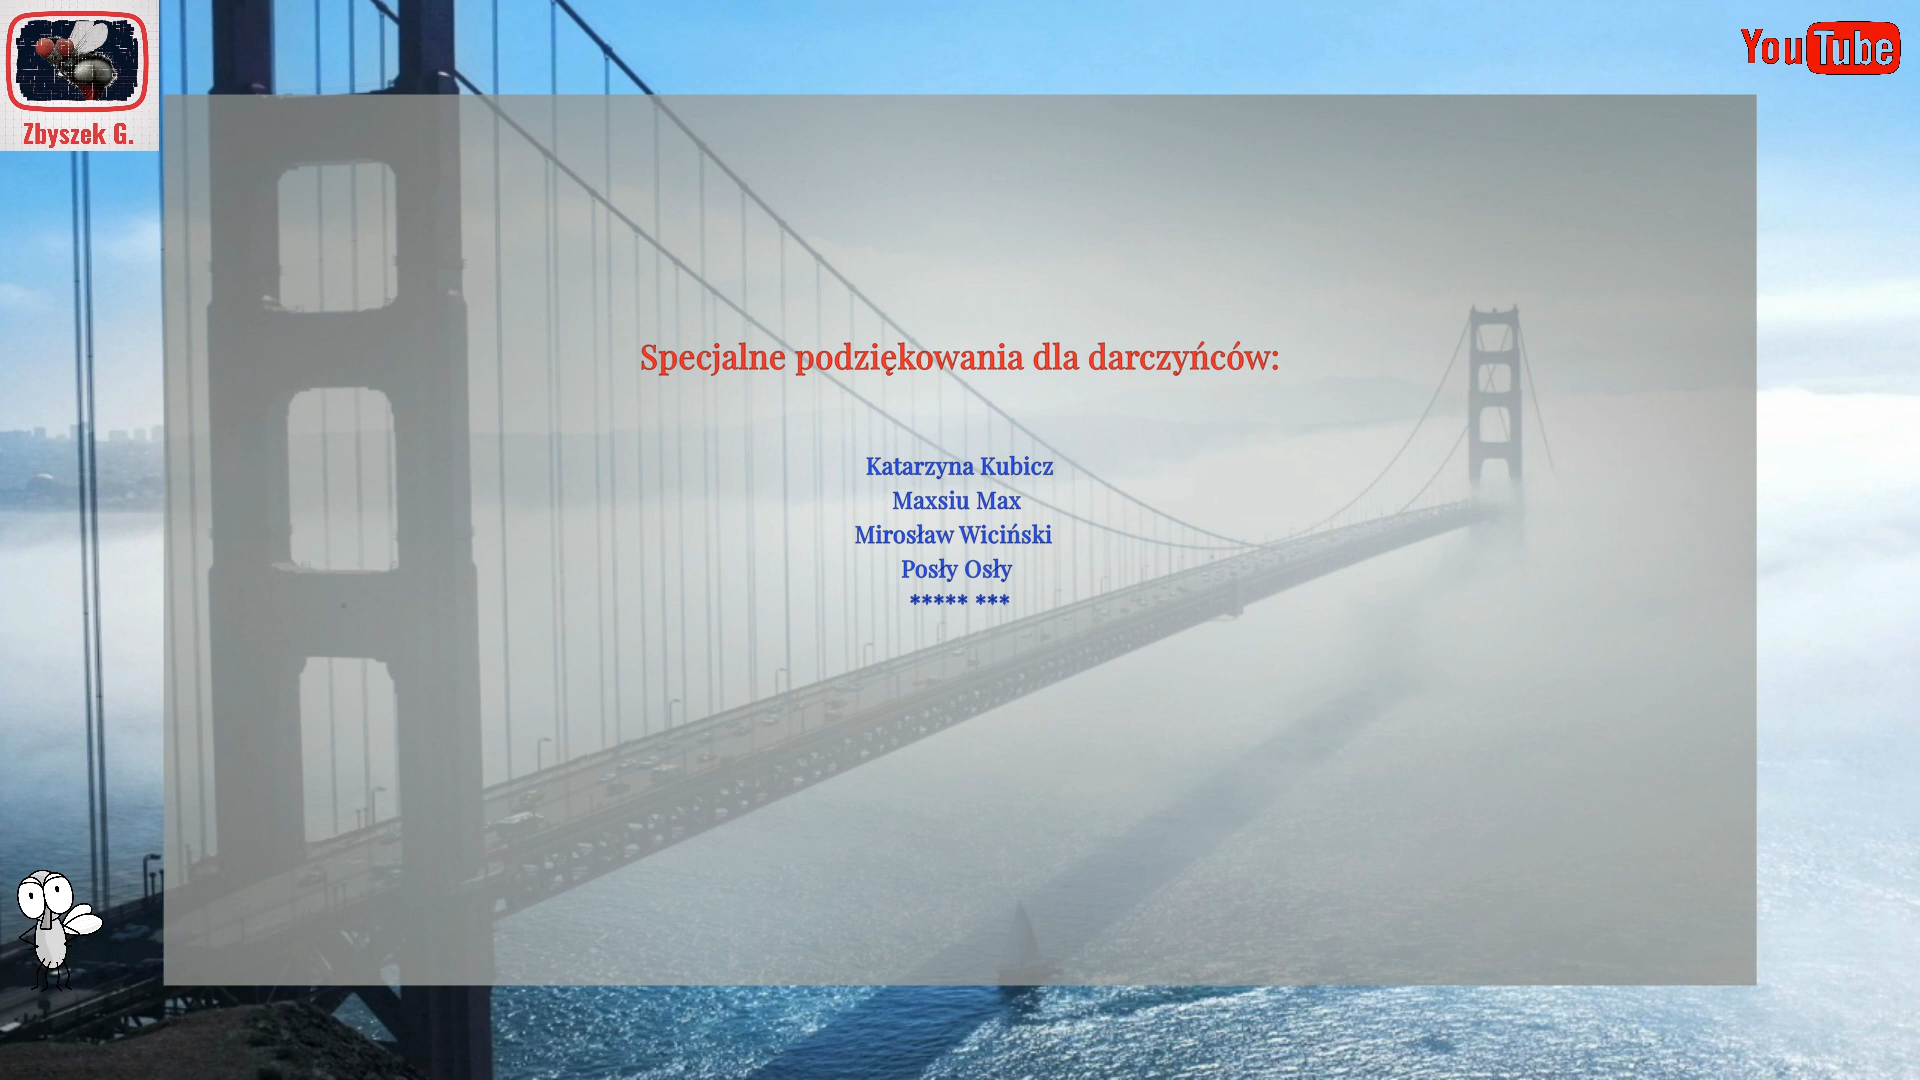 Zbyszek G.
YouTube
Specjalne podziękowania dla darczyńców:
Katarzyna Kubicz
Maxsiu Max
Mirosław Wiciński
Posły Osły
***** ***